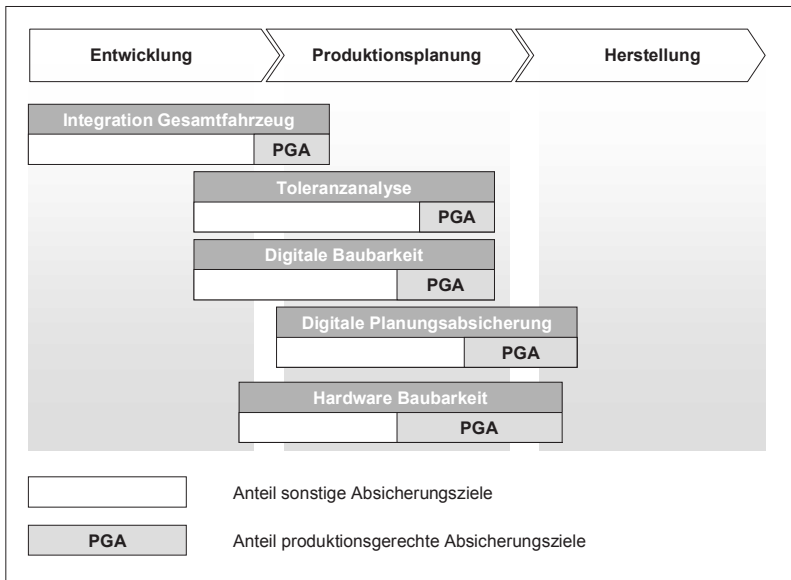 Entwicklung
Produktionsplanung
Herstellung
Integration Gesamtfahrzeug
PGA
Toleranzanalyse
PGA
Digitale Baubarkeit
PGA
Digitale Planungsabsicherung
PGA
Hardware Baubarkeit
PGA
Anteil sonstige Absicherungsziele
PGA
Anteil produktionsgerechte Absicherungsziele